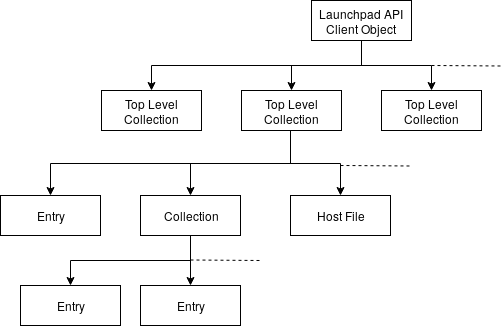 Launchpad API
Client Object
Top Level
Collection
Top Level
Collection
Top Level
Collection
Entry
Collection
Host File
Entry
Entry